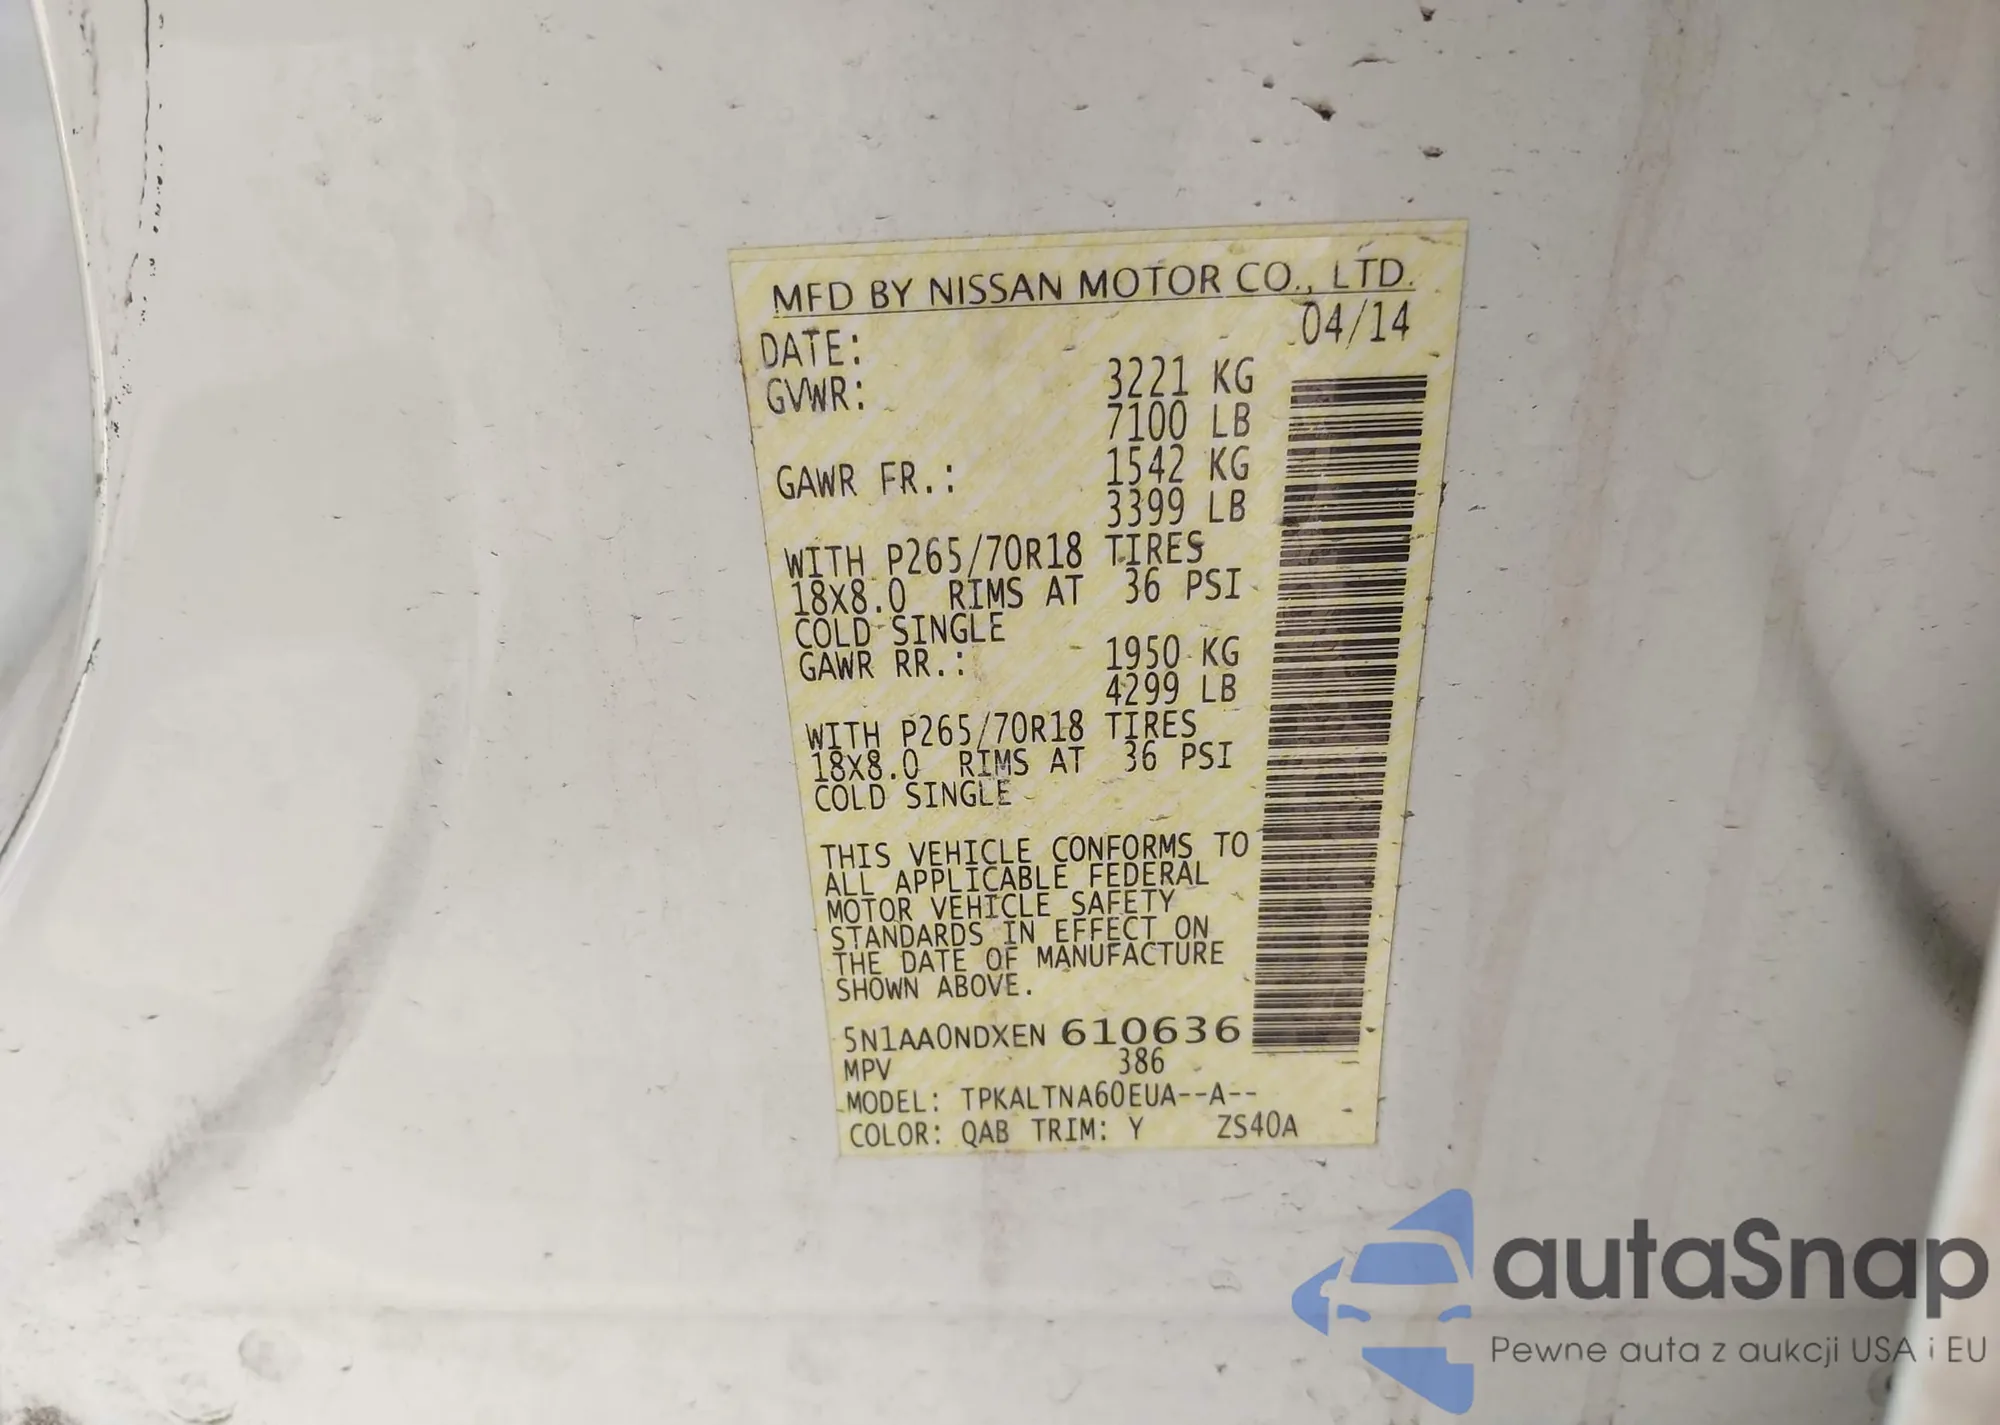 MFD BY NISSAN MOTOR CO., LTD.
DATE: 04/14
GVWR: 3221 KG
7100 LB
GAWR FR.: 1542 KG
3399 LB
WITH P265/70R18 TIRES
18X8.0 RIMS AT 36 PSI
COLD SINGLE
GAWR RR.: 1950 KG
4299 LB
WITH P265/70R18 TIRES
18X8.0 RIMS AT 36 PSI
COLD SINGLE
THIS VEHICLE CONFORMS TO
ALL APPLICABLE FEDERAL
MOTOR VEHICLE SAFETY
STANDARDS IN EFFECT ON
THE DATE OF MANUFACTURE
SHOWN ABOVE.
5N1AA0NDXEN 610636
MPV 386
MODEL: TPKALTNA60EUA--A--
COLOR: QAB TRIM: Y ZS40A
autaSnap
Pewne auta z aukcji USA i EU